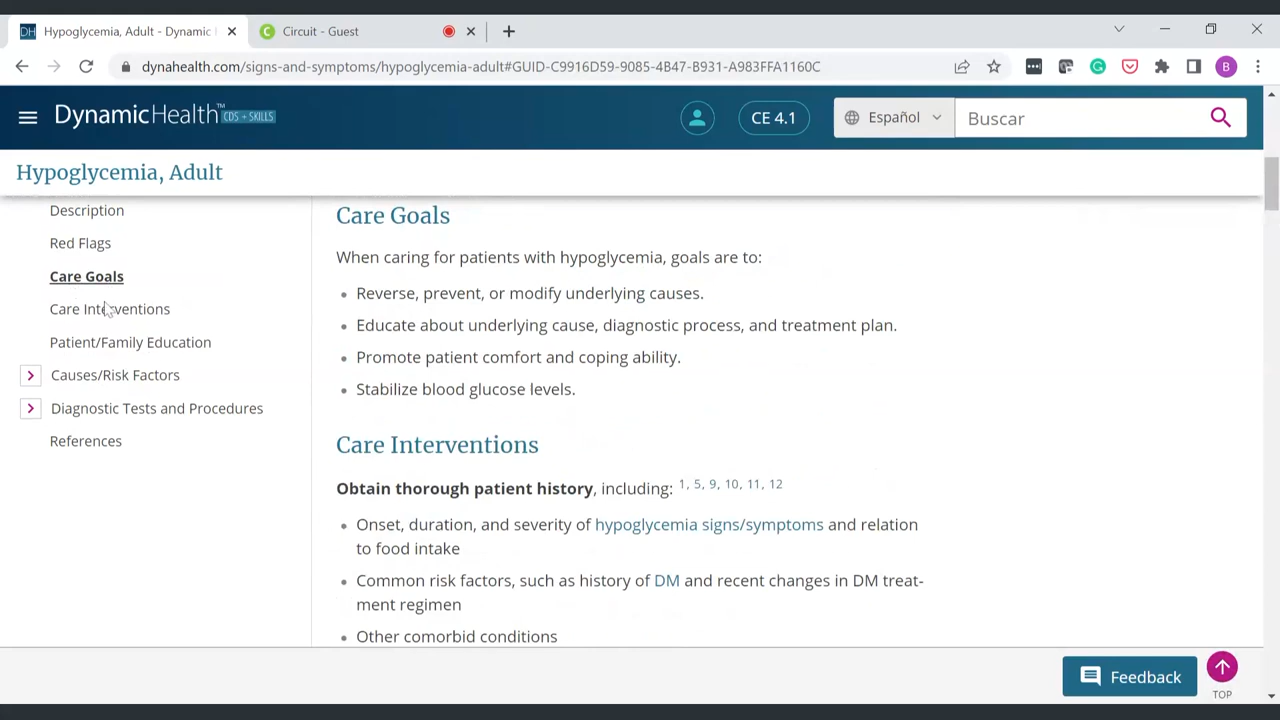 Hypoglycemia, Adult - Dynamic
Circuit - Guest
dynahealth.com/signs-and-symptoms/hypoglycemia-adult#GUID-C9916D59-9085-4B47-B931-A983FFA1160C
B
DynamicHealth™ CDS + SKILLS
CE 4.1
Español
Buscar
Hypoglycemia, Adult
Description
Red Flags
Care Goals
Care Interventions
Patient/Family Education
Causes/Risk Factors
Diagnostic Tests and Procedures
References
Care Goals
When caring for patients with hypoglycemia, goals are to:
• Reverse, prevent, or modify underlying causes.
• Educate about underlying cause, diagnostic process, and treatment plan.
• Promote patient comfort and coping ability.
• Stabilize blood glucose levels.
Care Interventions
Obtain thorough patient history, including: 1, 5, 9, 10, 11, 12
• Onset, duration, and severity of hypoglycemia signs/symptoms and relation
to food intake
• Common risk factors, such as history of DM and recent changes in DM treat-
ment regimen
• Other comorbid conditions
Feedback
TOP